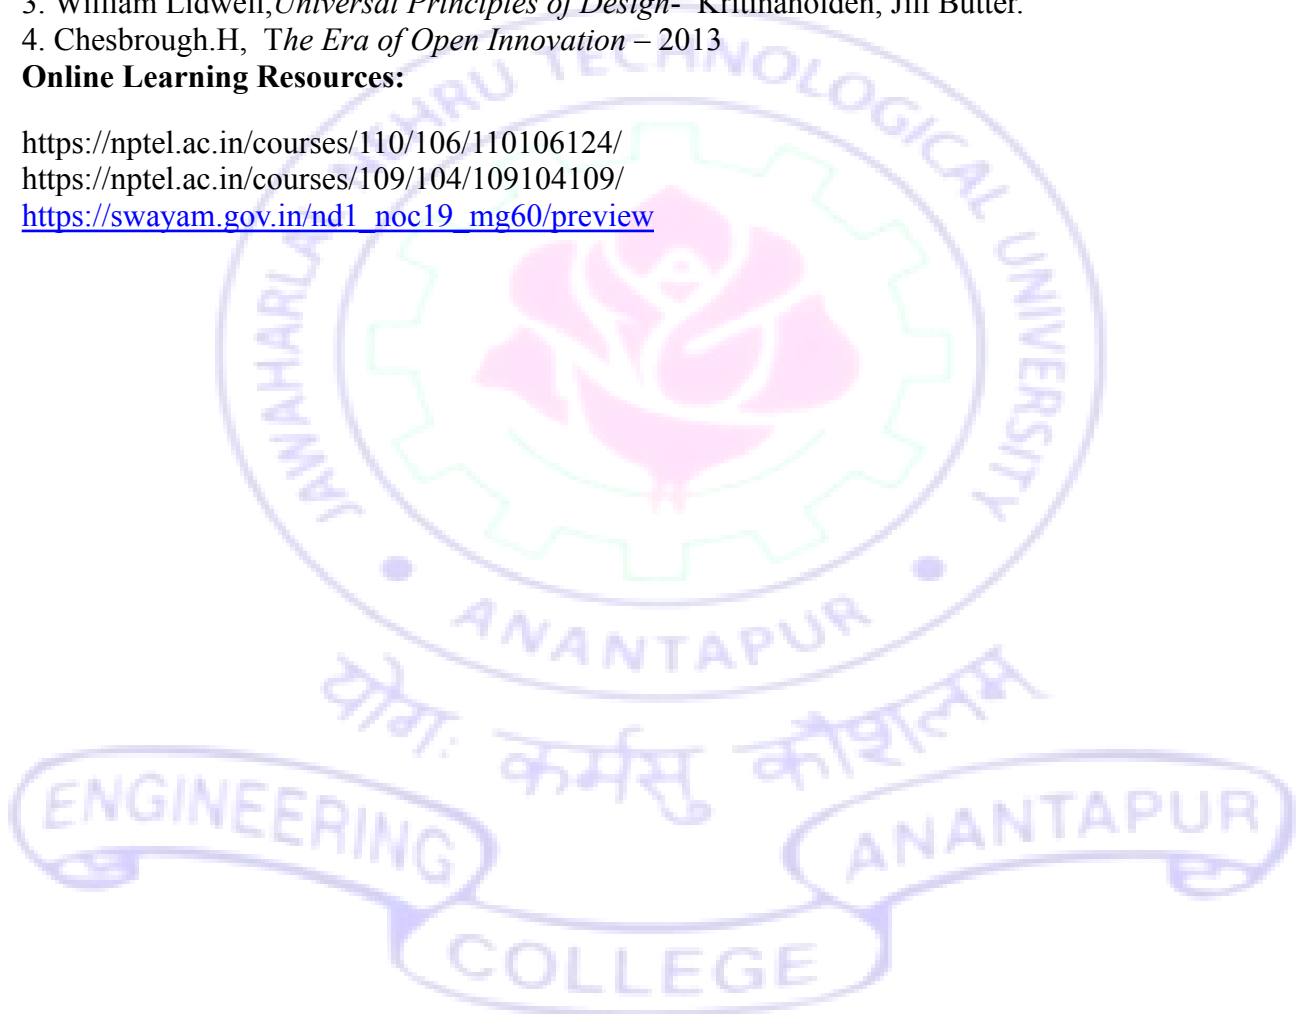 3. William Lidwell,Universal Principles of Design- Kritinaholden, Jill Butter.
4. Chesbrough.H, The Era of Open Innovation – 2013
Online Learning Resources:
https://nptel.ac.in/courses/110/106/110106124/
https://nptel.ac.in/courses/109/104/109104109/
https://swayam.gov.in/nd1_noc19_mg60/preview
JAWAHARLAL NEHRU TECHNOLOGICAL UNIVERSITY
ANANTAPUR
योगः कर्मसु कौशलम
ENGINEERING
COLLEGE
ANANTAPUR